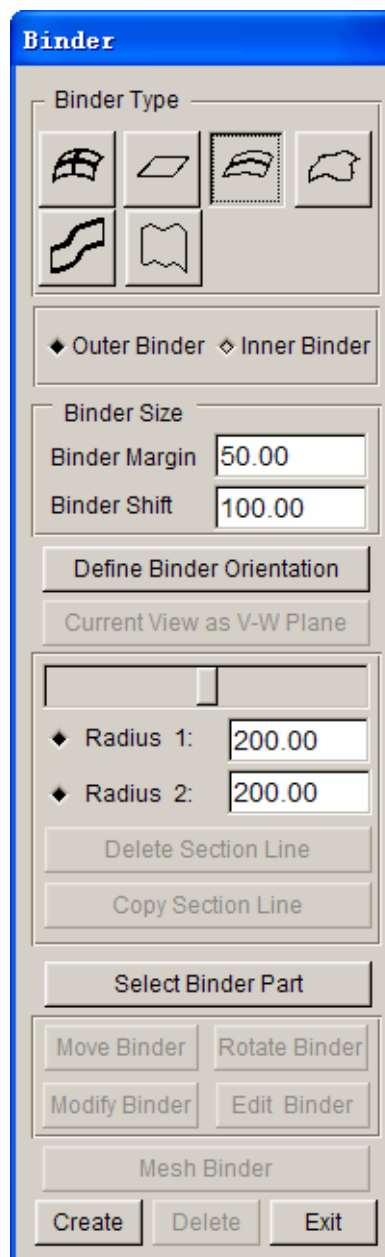 Binder
Binder Type
Outer Binder Inner Binder
Binder Size
Binder Margin 50.00
Binder Shift 100.00
Define Binder Orientation
Current View as V-W Plane
Radius 1: 200.00
Radius 2: 200.00
Delete Section Line
Copy Section Line
Select Binder Part
Move Binder Rotate Binder
Modify Binder Edit Binder
Mesh Binder
Create Delete Exit